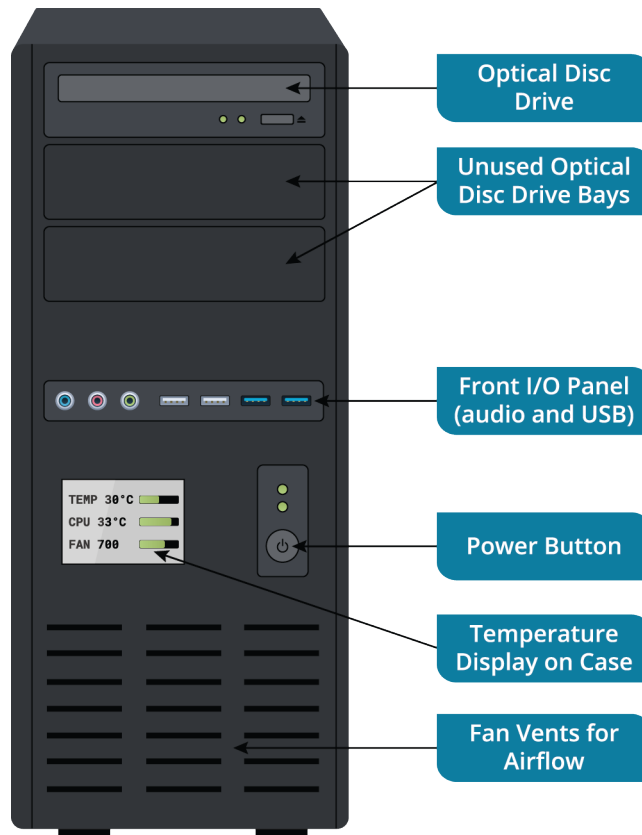 Optical Disc
Drive
Unused Optical
Disc Drive Bays
Front I/O Panel
(audio and USB)
TEMP 30°C
CPU 33°C
FAN 700
Power Button
Temperature
Display on Case
Fan Vents for
Airflow